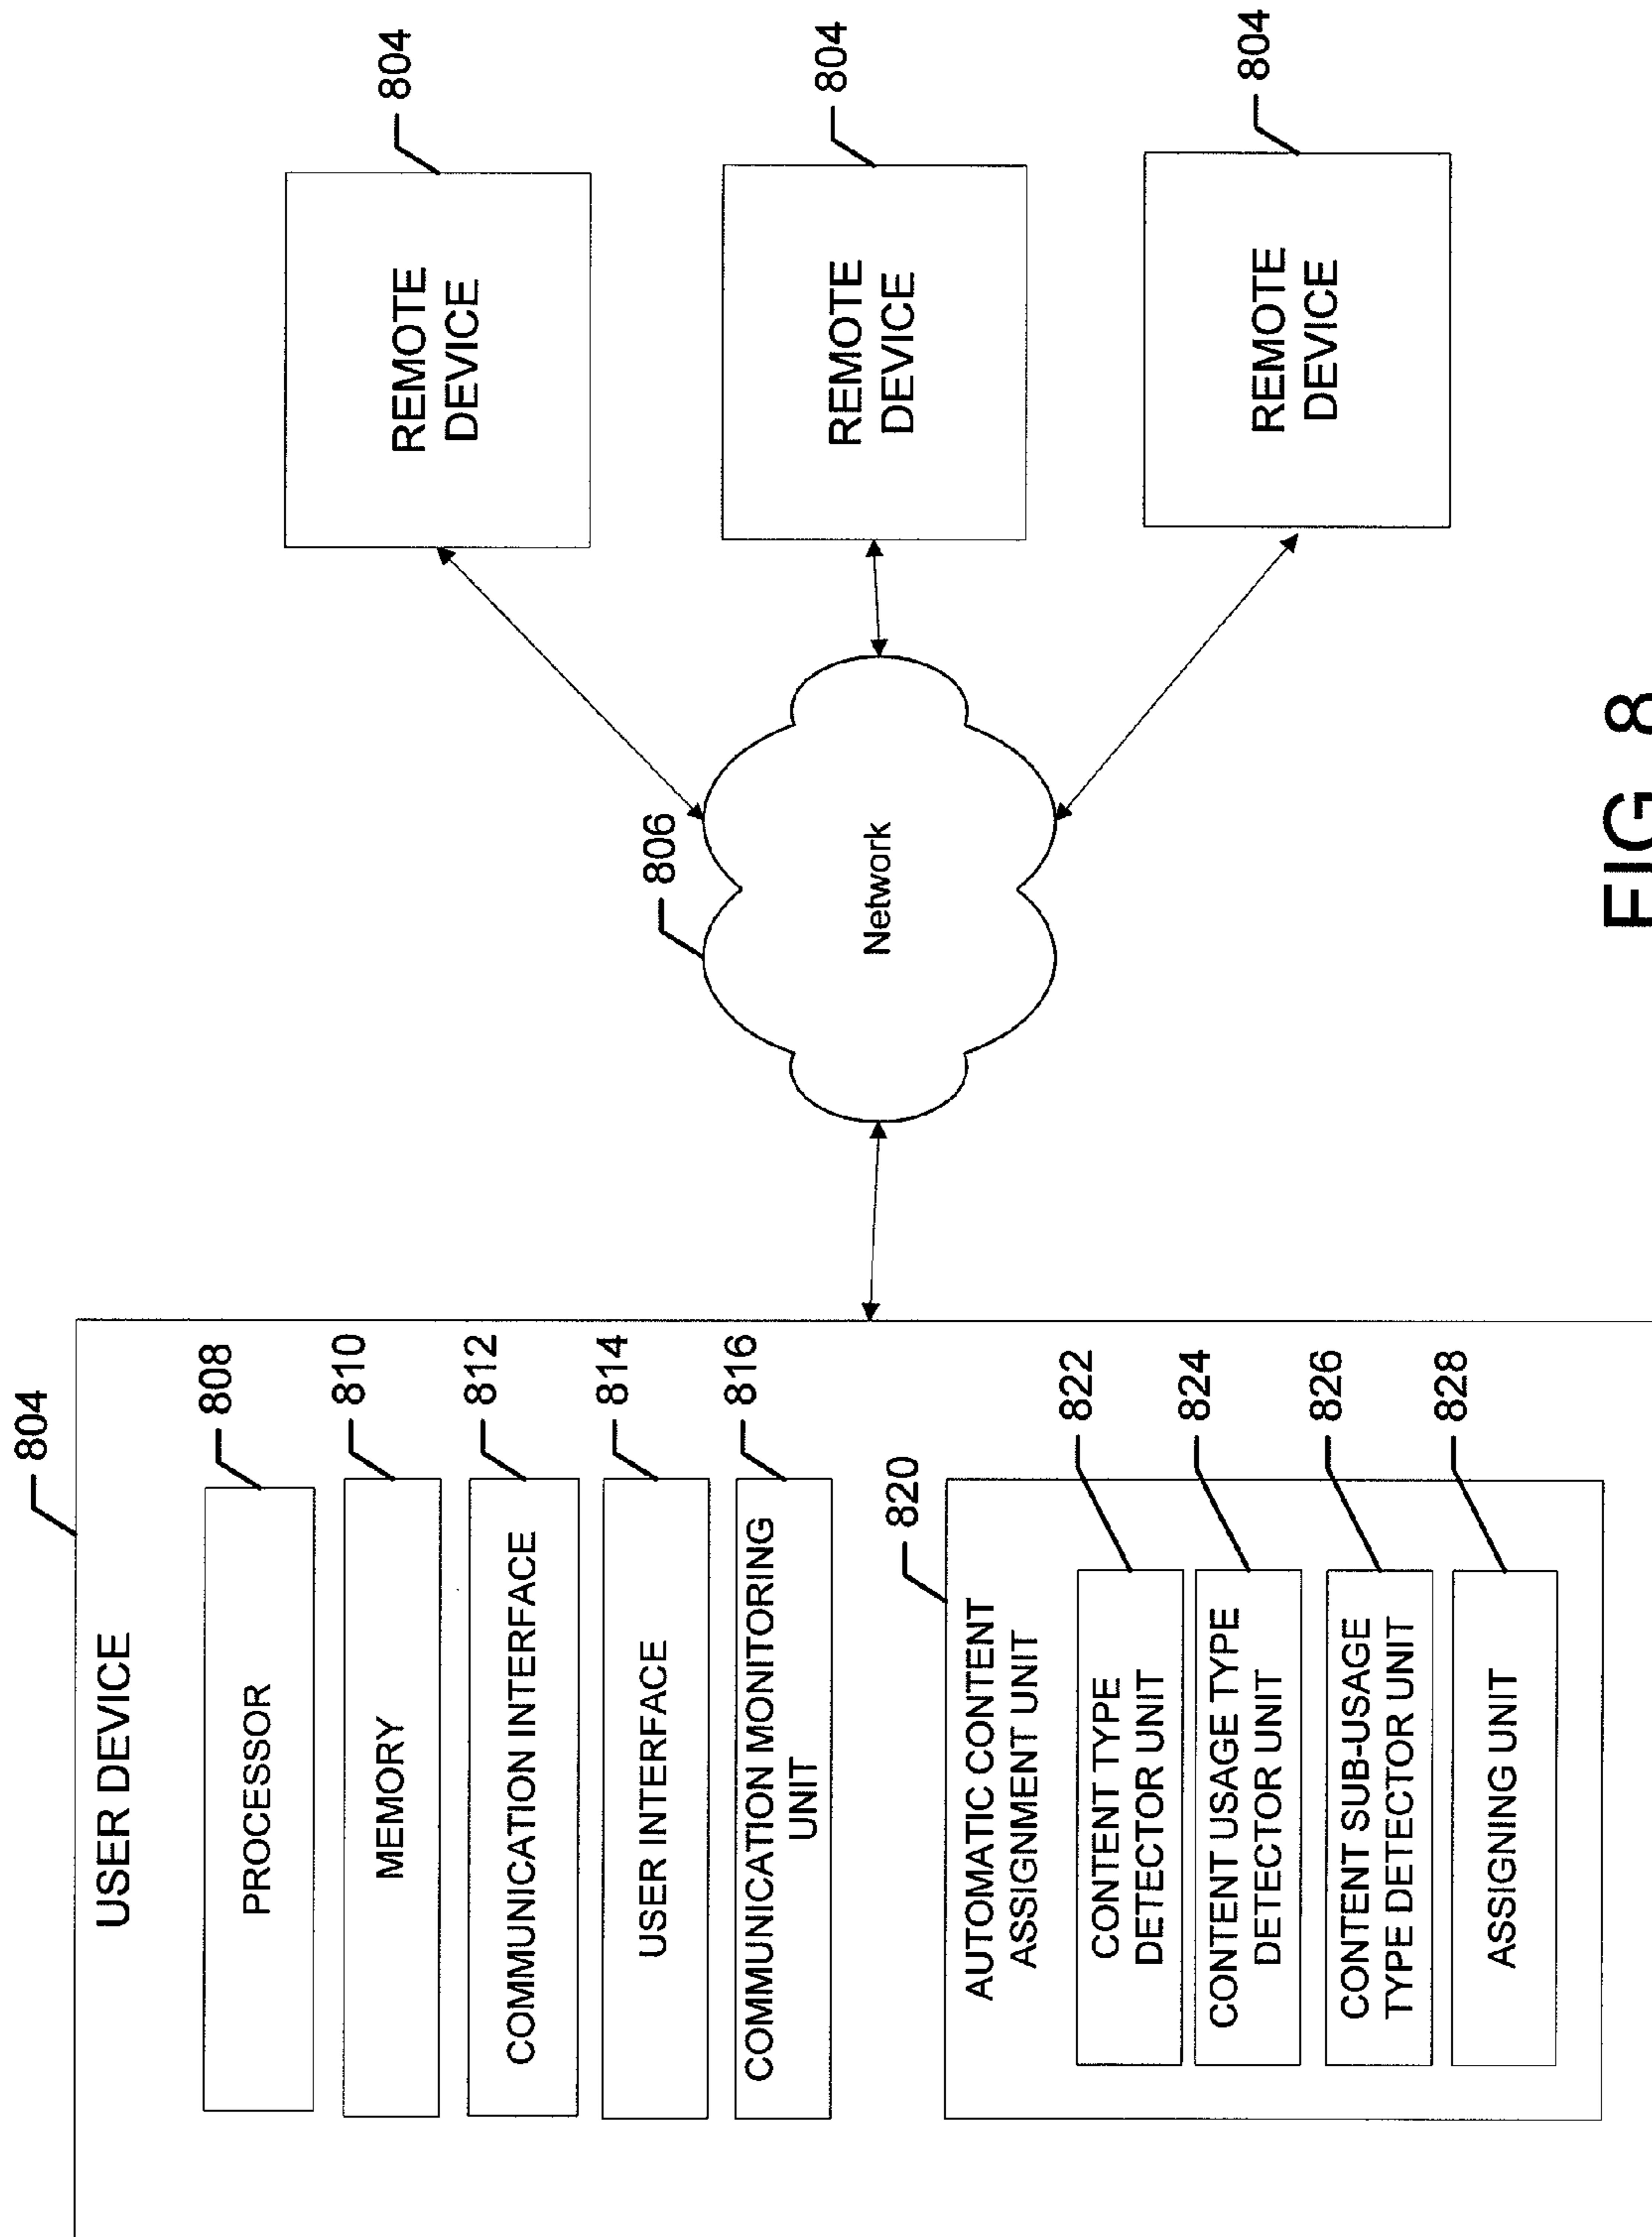 804
USER DEVICE
808
PROCESSOR
810
MEMORY
812
COMMUNICATION INTERFACE
814
USER INTERFACE
816
COMMUNICATION MONITORING
UNIT
820
AUTOMATIC CONTENT
ASSIGNMENT UNIT
822
CONTENT TYPE
DETECTOR UNIT
824
CONTENT USAGE TYPE
DETECTOR UNIT
826
CONTENT SUB-USAGE
TYPE DETECTOR UNIT
828
ASSIGNING UNIT
806
Network
804
REMOTE
DEVICE
804
REMOTE
DEVICE
804
REMOTE
DEVICE
FIG. 8